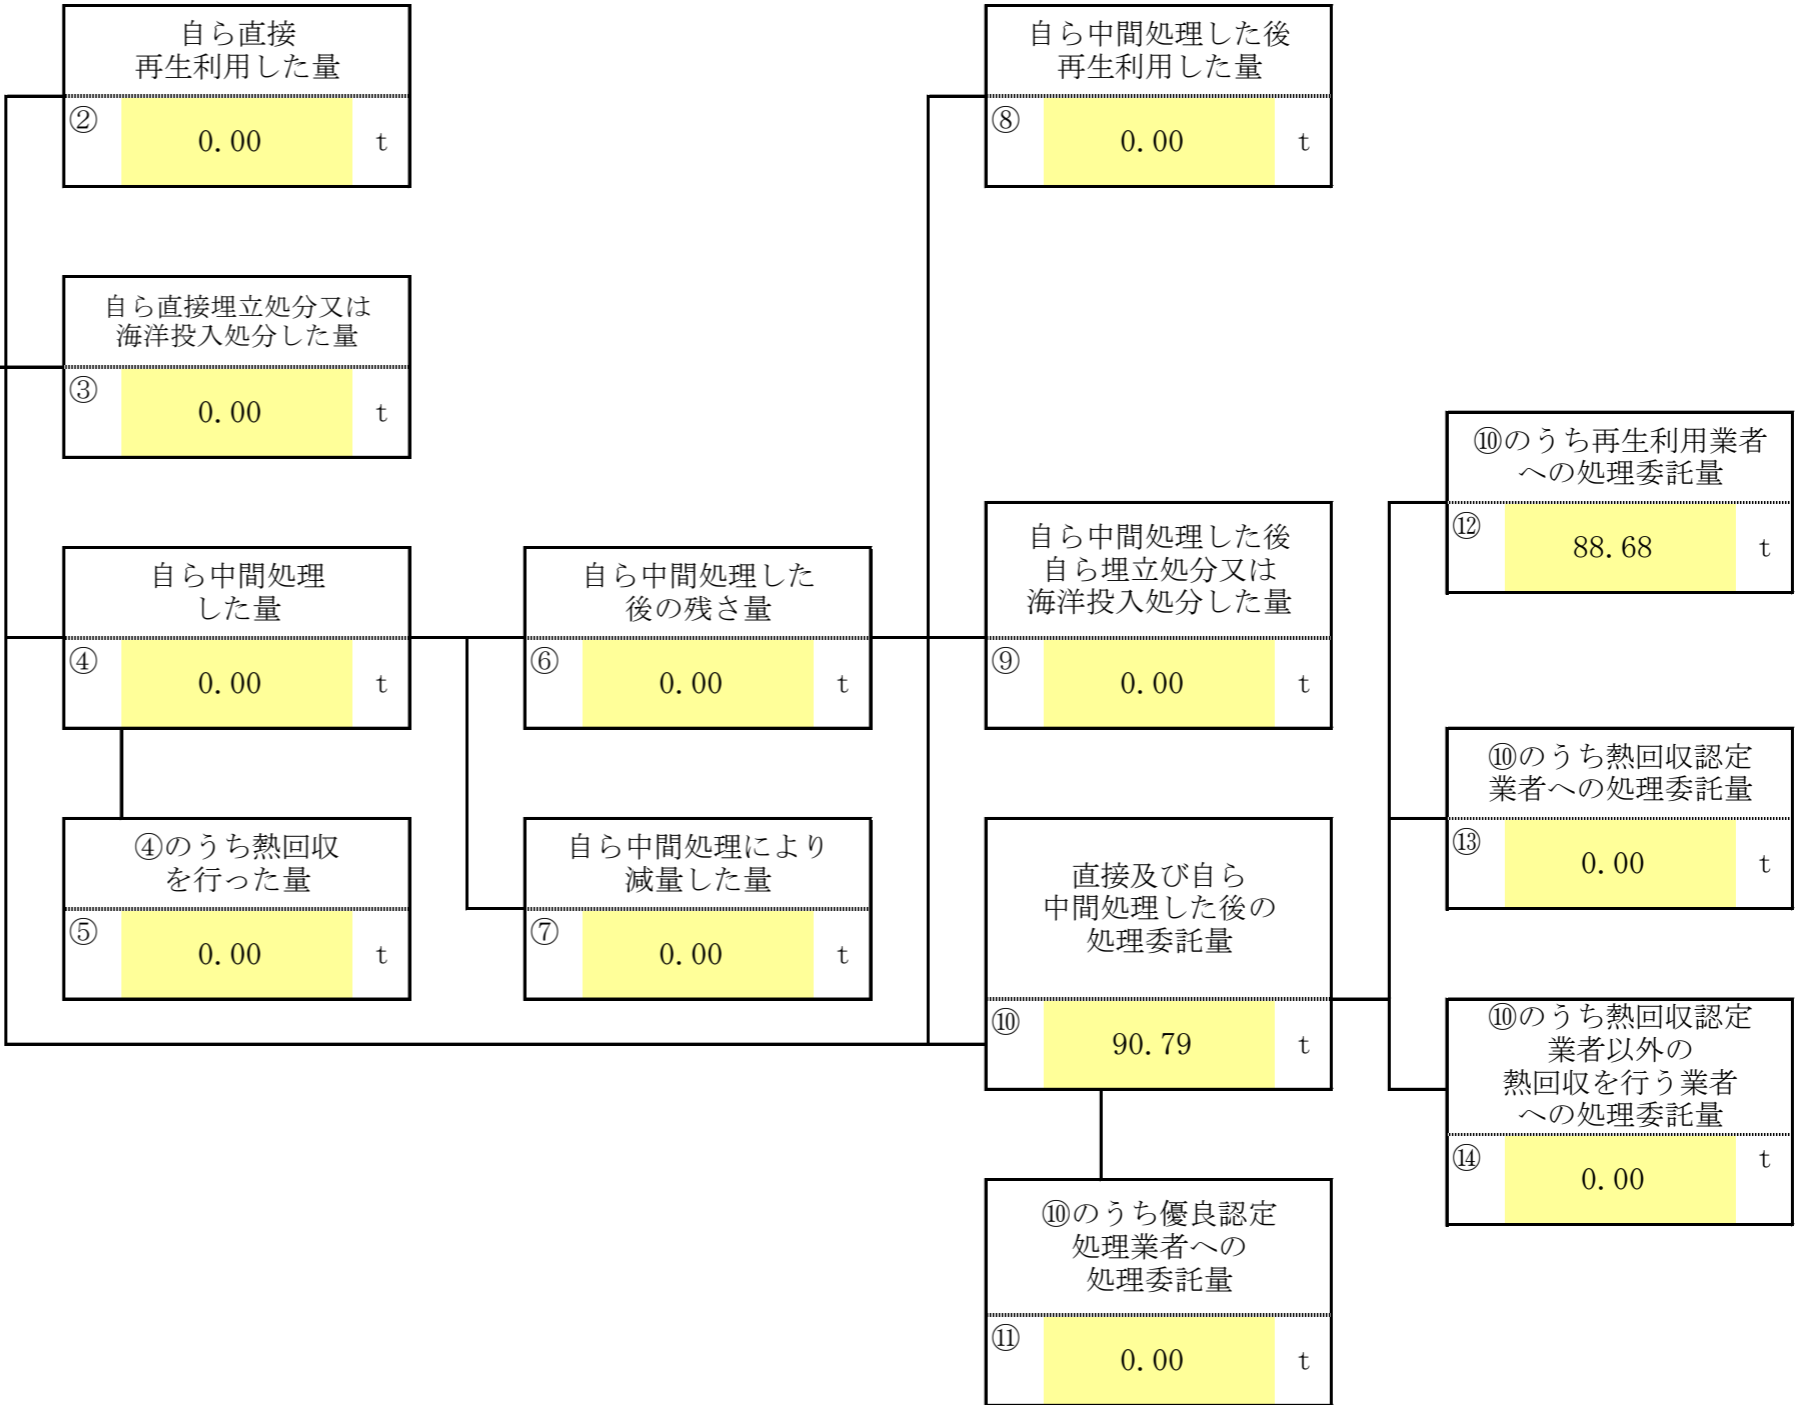 自ら直接
再生利用した量
②
0.00
t
自ら中間処理した後
再生利用した量
⑧
0.00
t
自ら直接埋立処分又は
海洋投入処分した量
③
0.00
t
⑩のうち再生利用業者
への処理委託量
⑫
88.68
t
自ら中間処理
した量
④
0.00
t
自ら中間処理した
後の残さ量
⑥
0.00
t
自ら中間処理した後
自ら埋立処分又は
海洋投入処分した量
⑨
0.00
t
⑩のうち熱回収認定
業者への処理委託量
⑬
0.00
t
④のうち熱回収
を行った量
⑤
0.00
t
自ら中間処理により
減量した量
⑦
0.00
t
直接及び自ら
中間処理した後の
処理委託量
⑩
90.79
t
⑩のうち熱回収認定
業者以外の
熱回収を行う業者
への処理委託量
⑭
0.00
t
⑩のうち優良認定
処理業者への
処理委託量
⑪
0.00
t